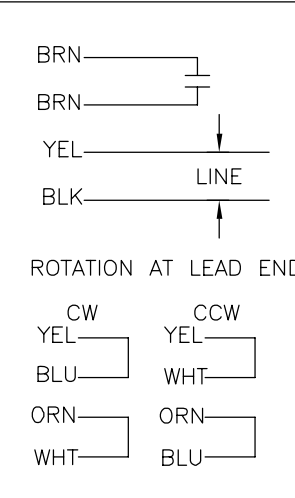 BRN
BRN
YEL
LINE
BLK
ROTATION AT LEAD END
CW CCW
YEL YEL
BLU WHT
ORN ORN
WHT BLU